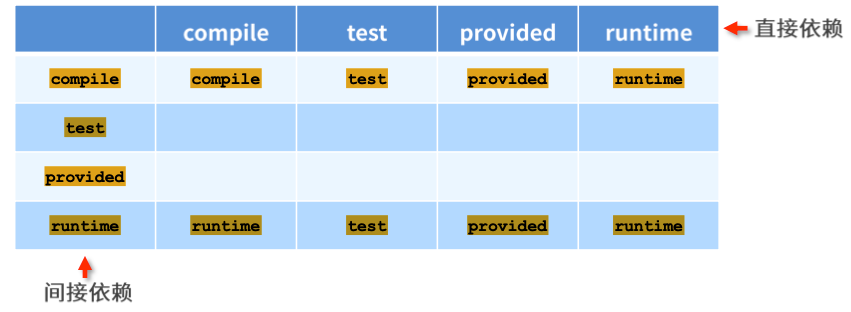 compile test provided runtime 直接依赖
compile compile test provided runtime
test
provided
runtime runtime test provided runtime
间接依赖